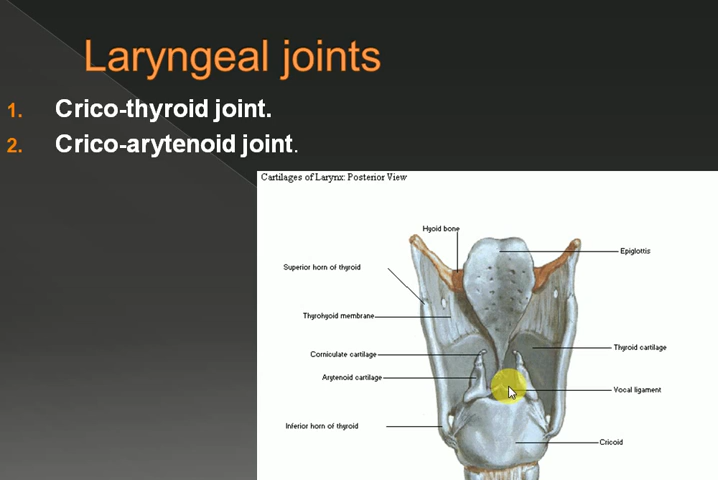 Laryngeal joints
1. Crico-thyroid joint.
2. Crico-arytenoid joint.
Cartilages of Larynx: Posterior View
Hyoid bone
Epiglottis
Superior horn of thyroid
Thyrohyoid membrane
Thyroid cartilage
Corniculate cartilage
Arytenoid cartilage
Vocal ligament
Inferior horn of thyroid
Cricoid